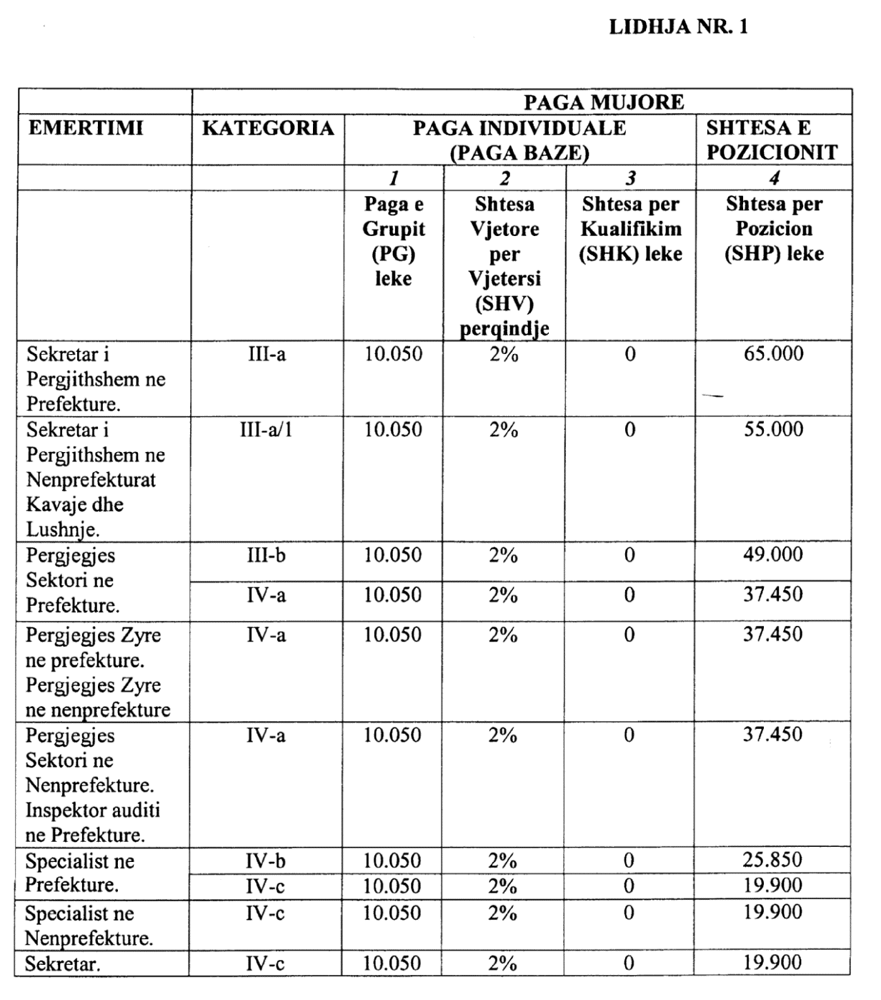 LIDHJA NR. 1
PAGA MUJORE
EMERTIMI KATEGORIA PAGA INDIVIDUALE SHTESA E
(PAGA BAZE) POZICIONIT
1 2 3 4
Paga e Shtesa Shtesa per Shtesa per
Grupit Vjetore Kualifikim Pozicion
(PG) per (SHK) leke (SHP) leke
leke Vjetersi
(SHV)
perqindje
Sekretar i III-a 10.050 2% 0 65.000
Pergjithshem ne
Prefekture.
Sekretar i III-a/1 10.050 2% 0 55.000
Pergjithshem ne
Nenprefekturat
Kavaje dhe
Lushnje.
Pergjegjes III-b 10.050 2% 0 49.000
Sektori ne
Prefekture. IV-a 10.050 2% 0 37.450
Pergjegjes Zyre IV-a 10.050 2% 0 37.450
ne prefekture.
Pergjegjes Zyre
ne nenprefekture
Pergjegjes IV-a 10.050 2% 0 37.450
Sektori ne
Nenprefekture.
Inspektor auditi
ne Prefekture.
Specialist ne IV-b 10.050 2% 0 25.850
Prefekture. IV-c 10.050 2% 0 19.900
Specialist ne IV-c 10.050 2% 0 19.900
Nenprefekture.
Sekretar. IV-c 10.050 2% 0 19.900